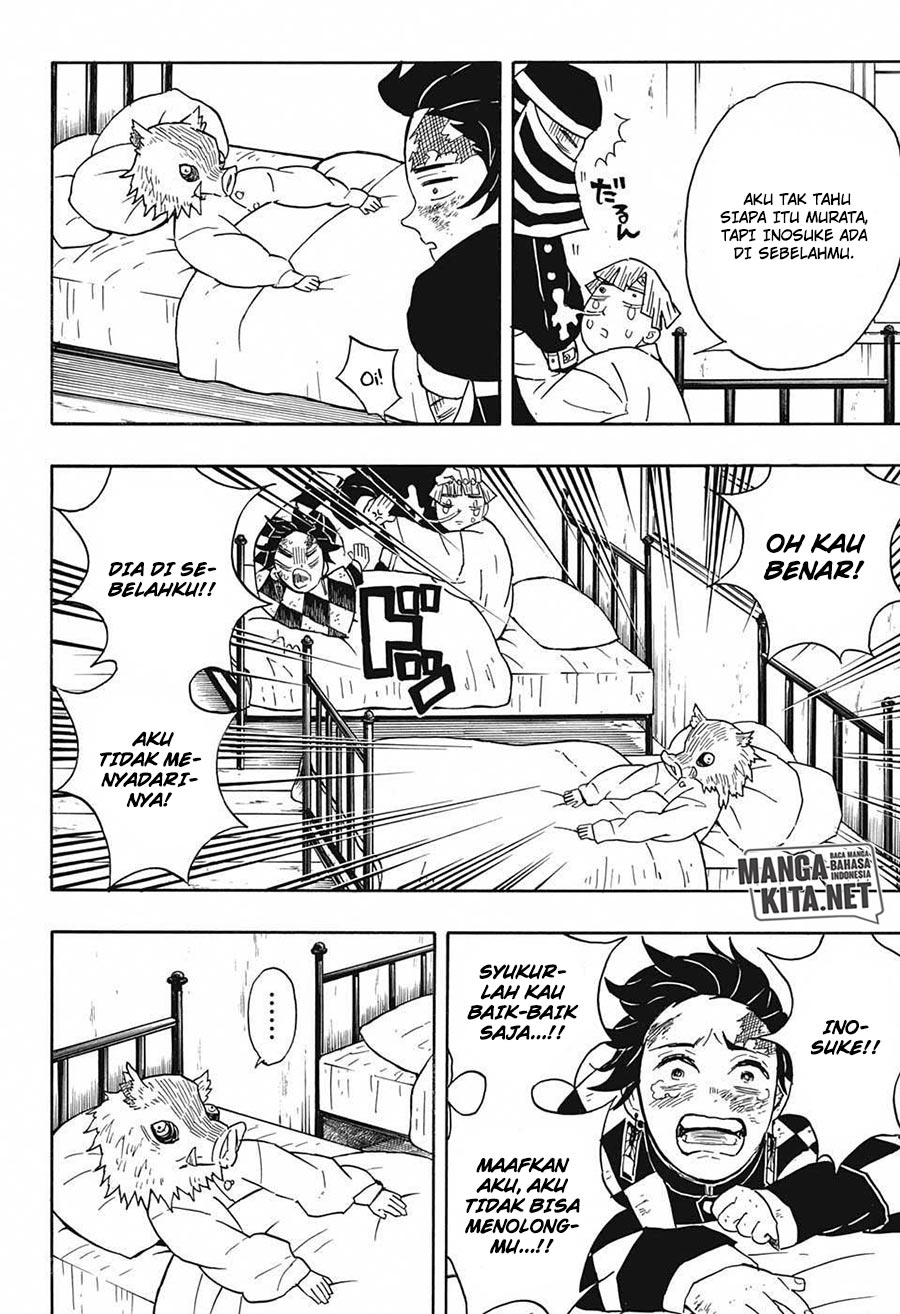 AKU TAK TAHU
SIAPA ITU MURATA,
TAPI INOSUKE ADA
DI SEBELAHMU.
だるん
Oi!
OH KAU
BENAR!
DIA DI SE-
BELAHKU!!
ドーン
AKU
TIDAK ME-
NYADARI-
NYA!
MANGA
KITA.NET
BACA MANGA
BAHASA
INDONESIA
INO-
SUKE!!
SYUKUR-
LAH KAU
BAIK-BAIK
SAJA...!!
MAAFKAN
AKU, AKU
TIDAK BISA
MENOLONG-
MU...!!
......